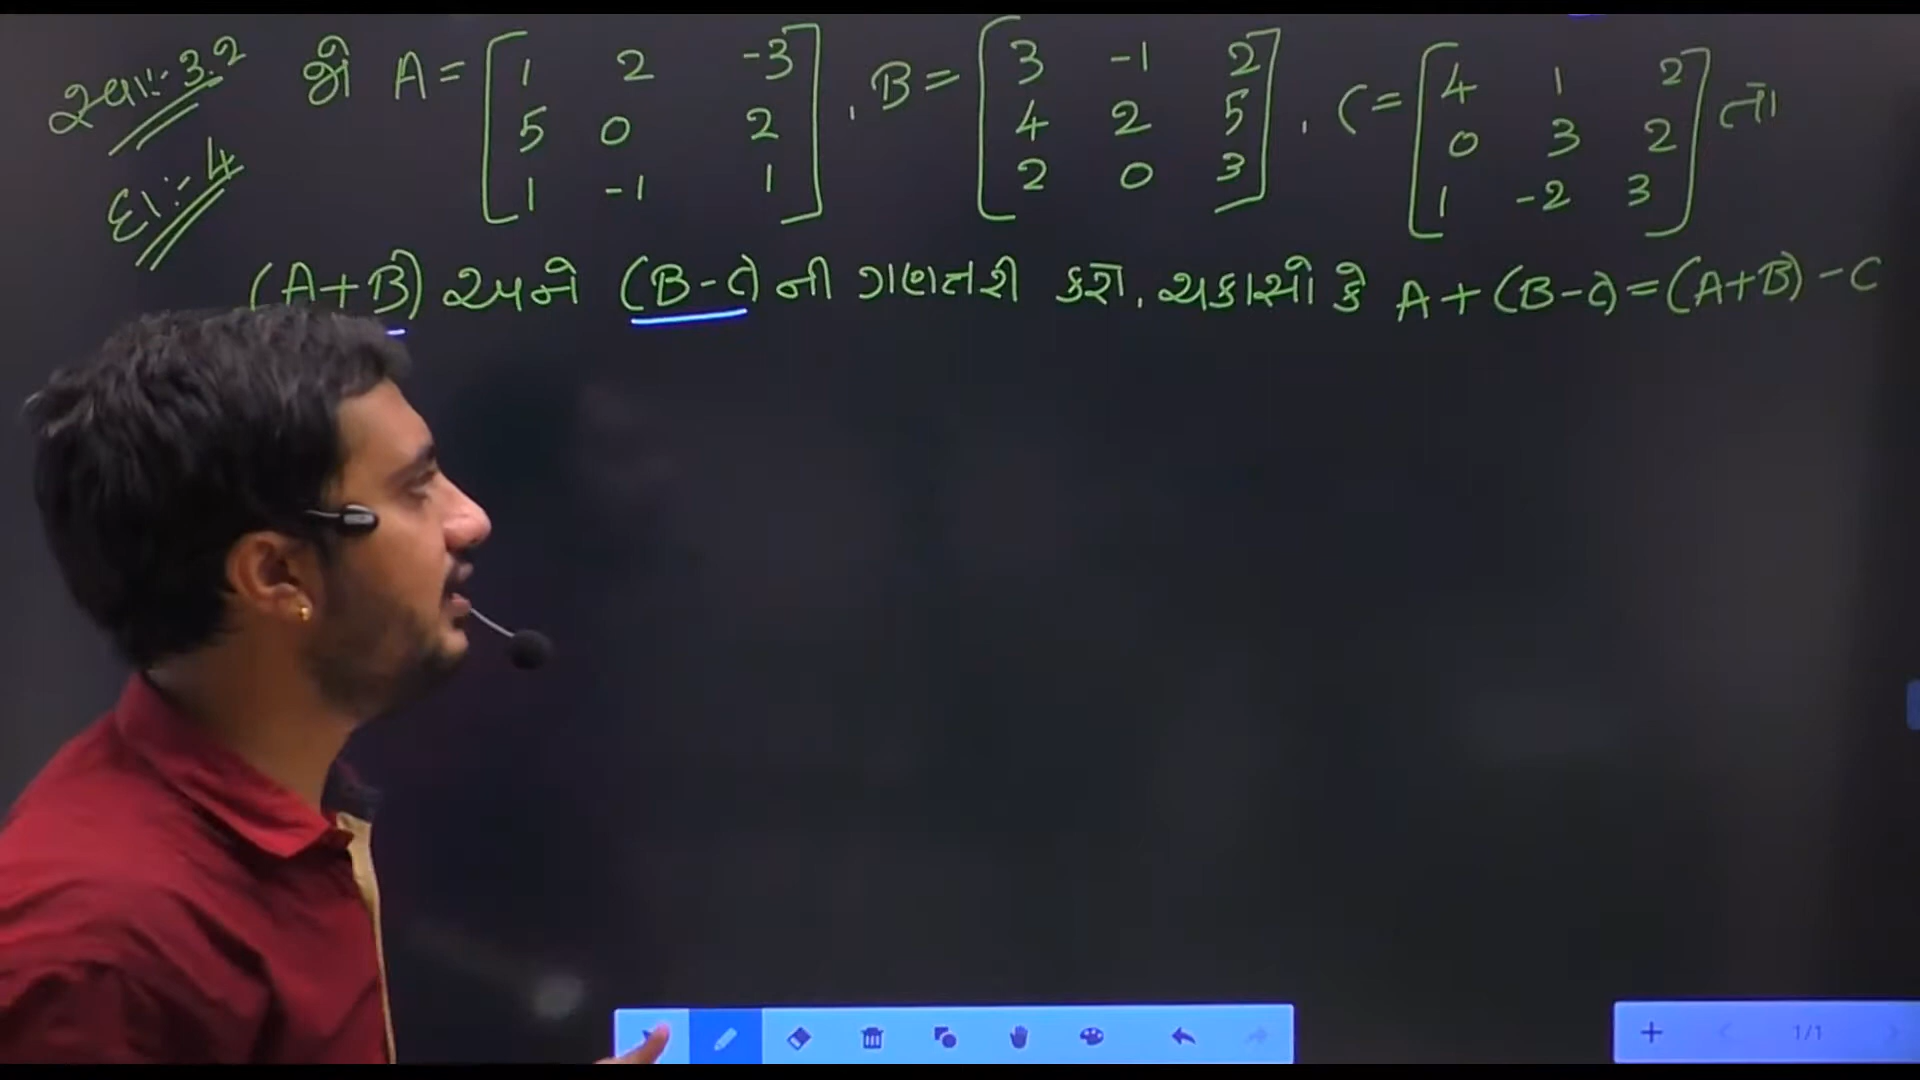 સ્વા:-3.2 જો A = [ 1 2 -3 ] , B = [ 3 -1 2 ] , C = [ 4 1 2 ] તો
5 0 2 4 2 5 0 3 2
દા:-4 1 -1 1 2 0 3 1 -2 3
(A+B) અને (B-C) ની ગણતરી કરો, ચકાસો કે A+(B-C)=(A+B)-C
1/1